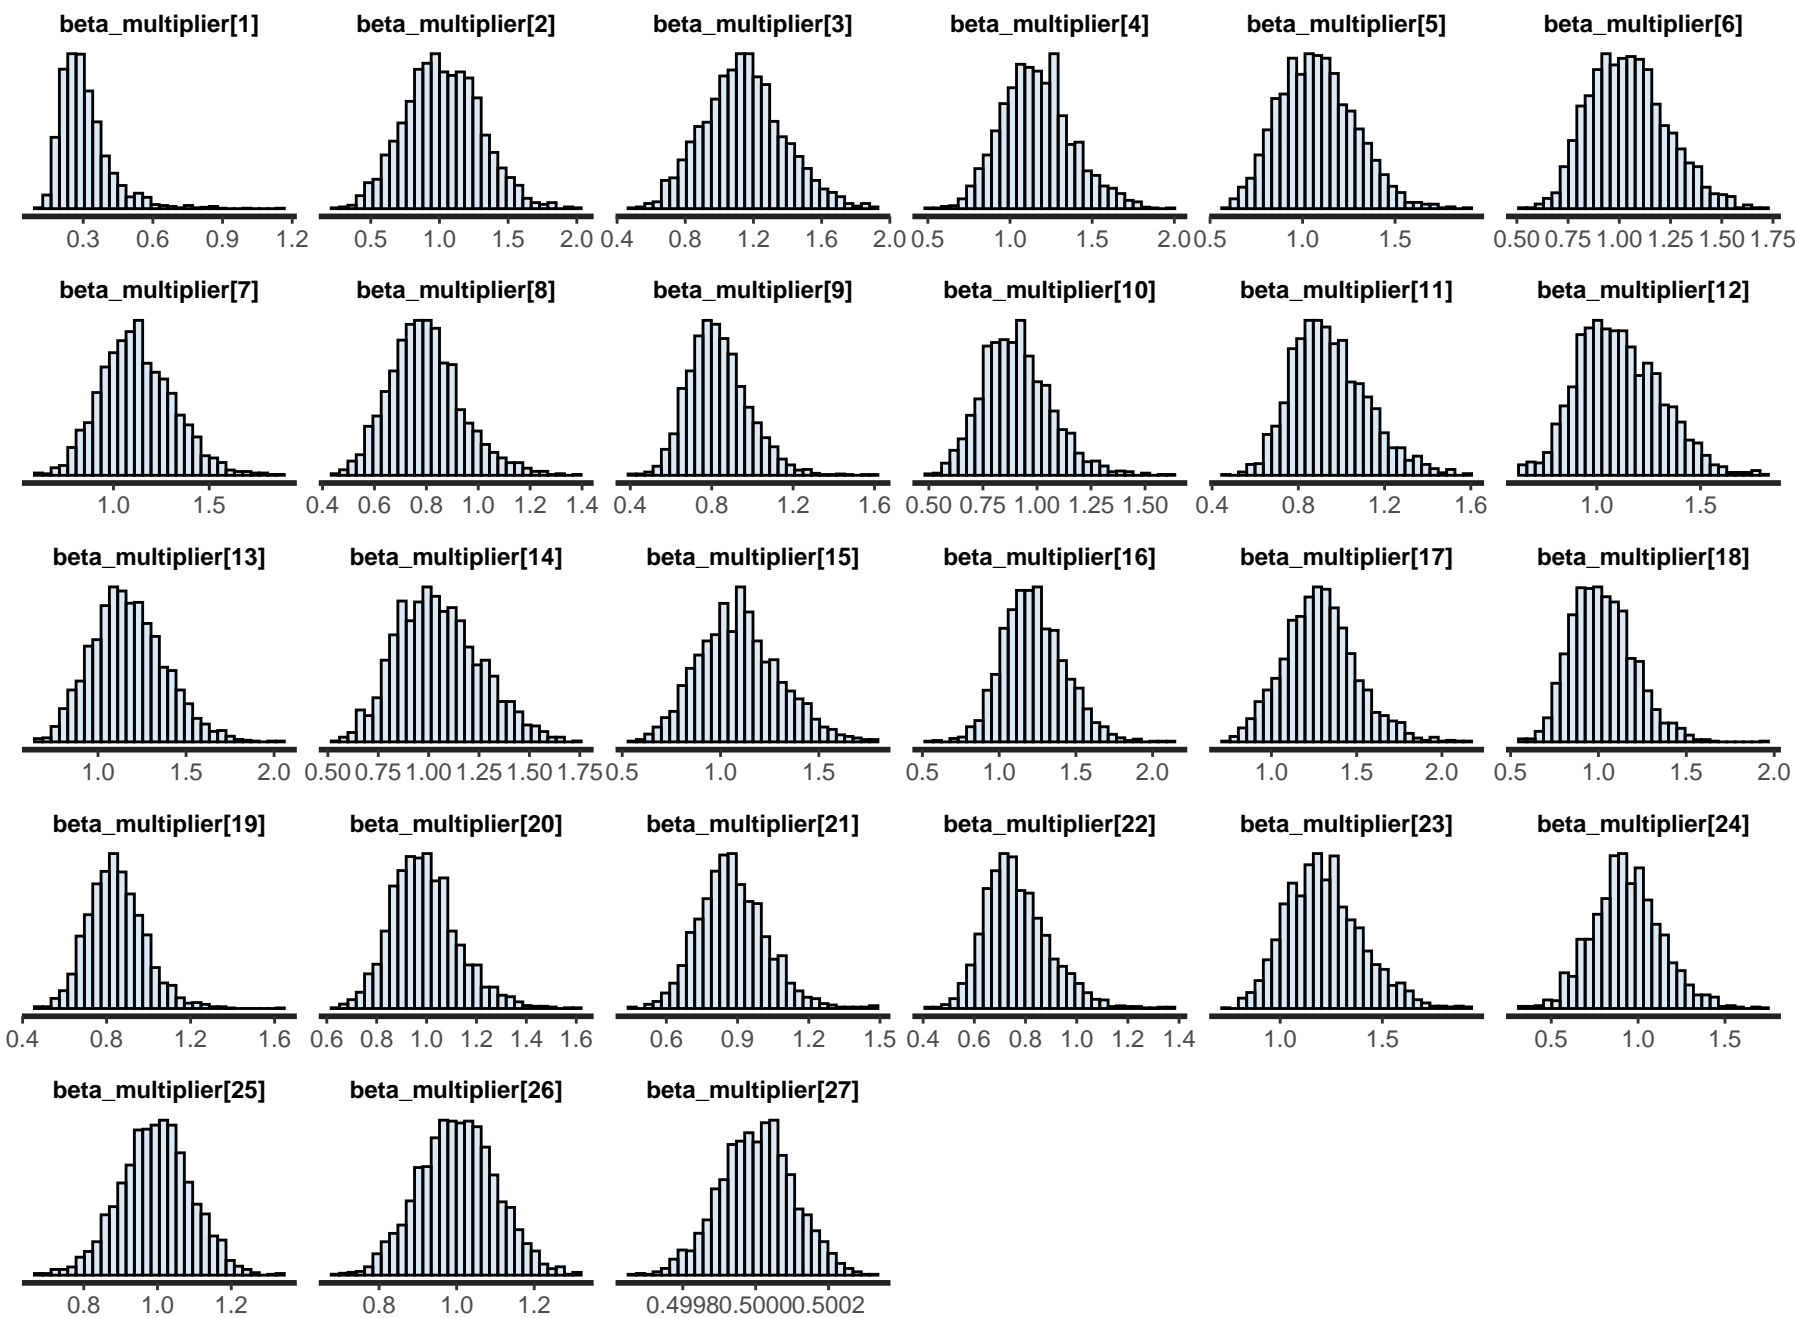 beta_multiplier[1] beta_multiplier[2] beta_multiplier[3] beta_multiplier[4] beta_multiplier[5] beta_multiplier[6]
0.3 0.6 0.9 1.2 0.5 1.0 1.5 2.0 0.4 0.8 1.2 1.6 2.0 0.5 1.0 1.5 2.0 0.5 1.0 1.5 0.50 0.75 1.00 1.25 1.50 1.75
beta_multiplier[7] beta_multiplier[8] beta_multiplier[9] beta_multiplier[10] beta_multiplier[11] beta_multiplier[12]
1.0 1.5 0.4 0.6 0.8 1.0 1.2 1.4 0.4 0.8 1.2 1.6 0.50 0.75 1.00 1.25 1.50 0.4 0.8 1.2 1.6 1.0 1.5
beta_multiplier[13] beta_multiplier[14] beta_multiplier[15] beta_multiplier[16] beta_multiplier[17] beta_multiplier[18]
1.0 1.5 2.0 0.50 0.75 1.00 1.25 1.50 1.75 0.5 1.0 1.5 0.5 1.0 1.5 2.0 1.0 1.5 2.0 0.5 1.0 1.5 2.0
beta_multiplier[19] beta_multiplier[20] beta_multiplier[21] beta_multiplier[22] beta_multiplier[23] beta_multiplier[24]
0.4 0.8 1.2 1.6 0.6 0.8 1.0 1.2 1.4 1.6 0.6 0.9 1.2 1.5 0.4 0.6 0.8 1.0 1.2 1.4 1.0 1.5 0.5 1.0 1.5
beta_multiplier[25] beta_multiplier[26] beta_multiplier[27]
0.8 1.0 1.2 0.8 1.0 1.2 0.4998 0.5000 0.5002